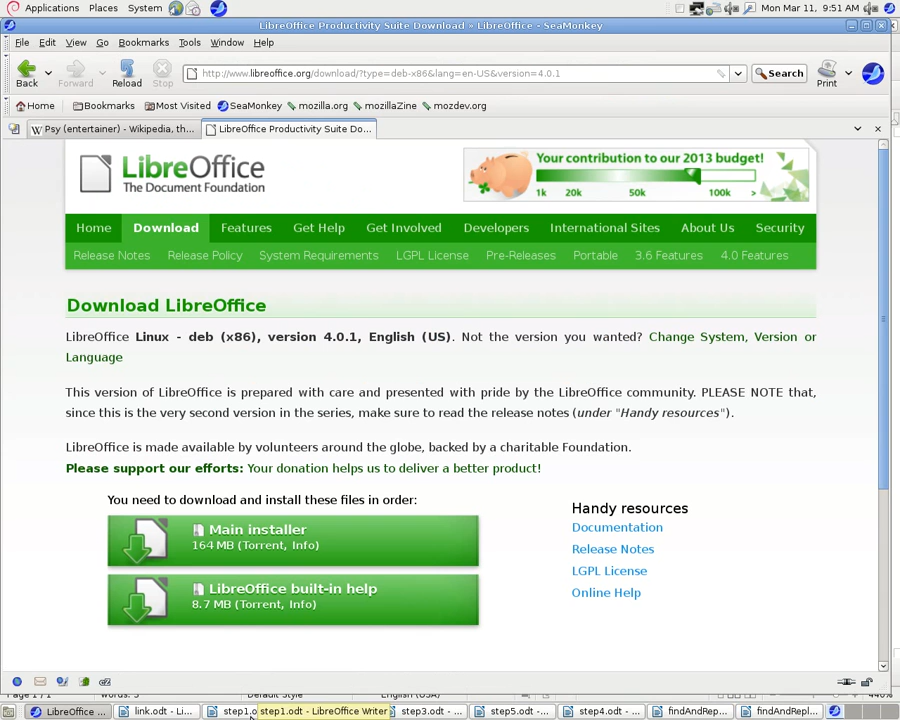 Applications Places System Mon Mar 11, 9:51 AM
LibreOffice Productivity Suite Download » LibreOffice - SeaMonkey
File Edit View Go Bookmarks Tools Window Help
Back Forward Reload Stop http://www.libreoffice.org/download/?type=deb-x86&lang=en-US&version=4.0.1 Search Print
Home Bookmarks Most Visited SeaMonkey mozilla.org mozillaZine mozdev.org
W Psy (entertainer) - Wikipedia, th... LibreOffice Productivity Suite Do...
LibreOffice
The Document Foundation
Your contribution to our 2013 budget!
1k 20k 50k 100k >
Home Download Features Get Help Get Involved Developers International Sites About Us Security
Release Notes Release Policy System Requirements LGPL License Pre-Releases Portable 3.6 Features 4.0 Features
Download LibreOffice
LibreOffice Linux - deb (x86), version 4.0.1, English (US). Not the version you wanted? Change System, Version or
Language
This version of LibreOffice is prepared with care and presented with pride by the LibreOffice community. PLEASE NOTE that,
since this is the very second version in the series, make sure to read the release notes (under "Handy resources").
LibreOffice is made available by volunteers around the globe, backed by a charitable Foundation.
Please support our efforts: Your donation helps us to deliver a better product!
You need to download and install these files in order:
Main installer
164 MB (Torrent, Info)
LibreOffice built-in help
8.7 MB (Torrent, Info)
Handy resources
Documentation
Release Notes
LGPL License
Online Help
Page 1 / 1 Words: 5 Default Style English (USA) 440%
LibreOffice ... link.odt - Li... step1.o step1.odt - LibreOffice Writer step3.odt - ... step5.odt -... step4.odt - ... findAndRep... findAndRepl...